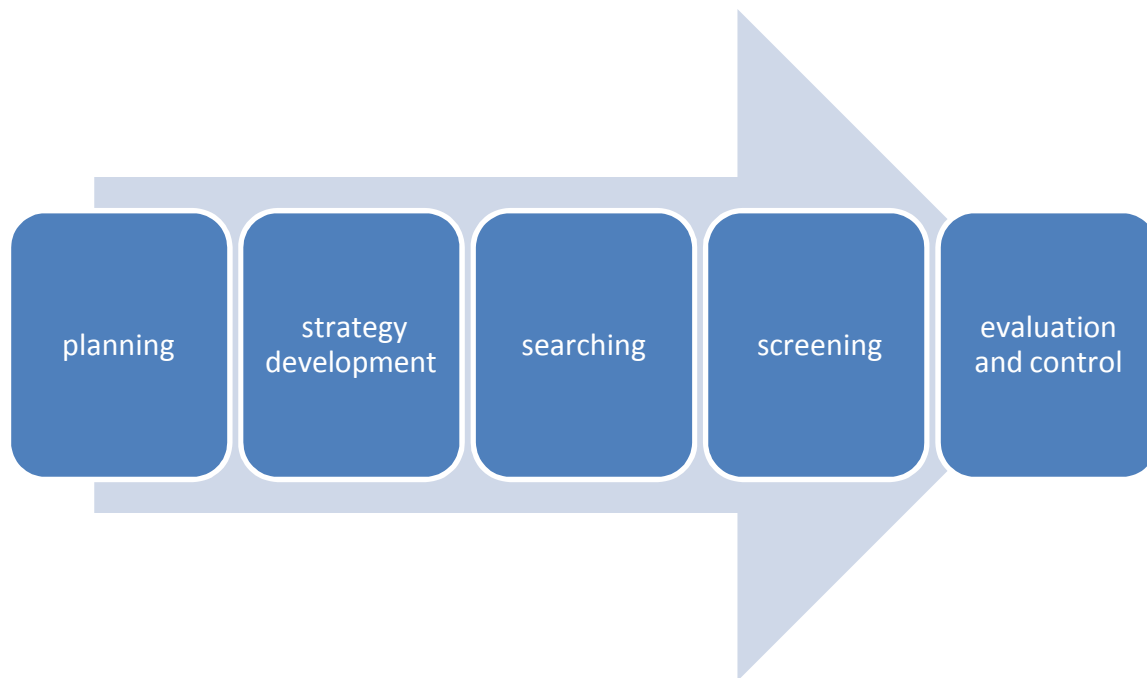 planning
strategy
development
searching
screening
evaluation
and control